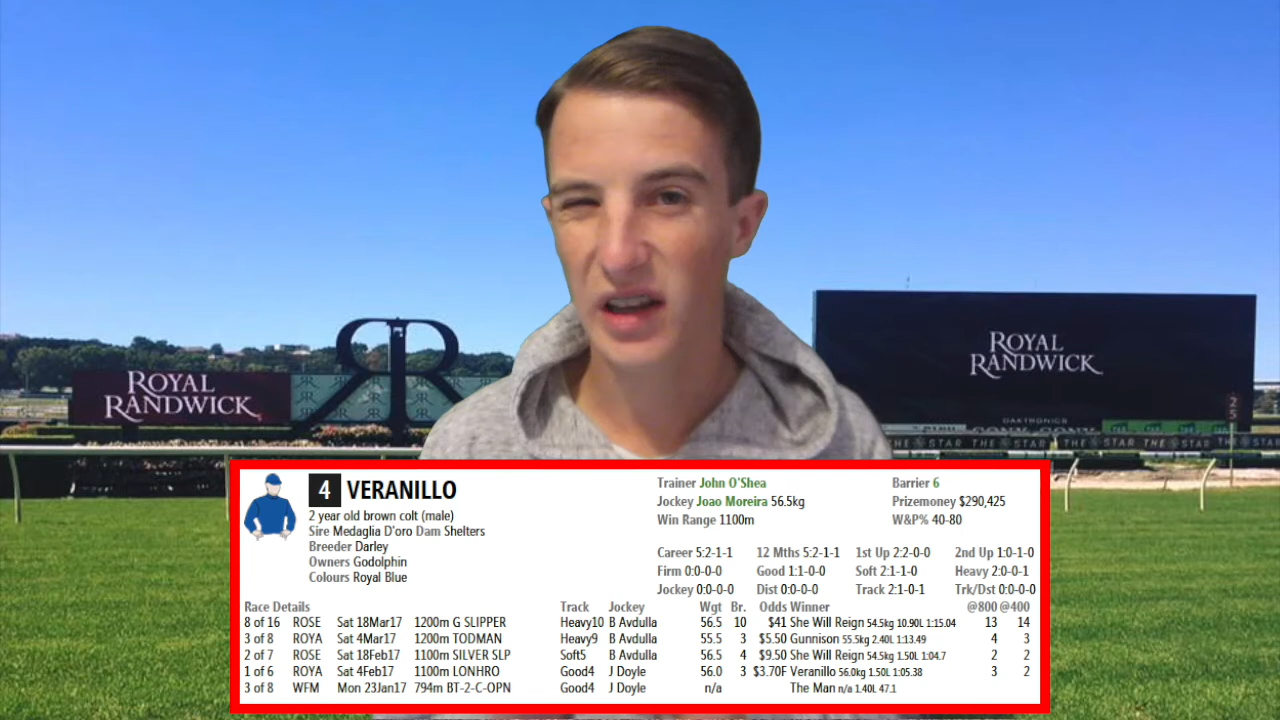 ROYAL
RANDWICK
ROYAL
RANDWICK
DAKTRONICS
THE STAR THE STAR THE STAR
4 VERANILLO
2 year old brown colt (male)
Sire Medaglia D'oro Dam Shelters
Breeder Darley
Owners Godolphin
Colours Royal Blue
Trainer John O'Shea
Jockey Joao Moreira 56.5kg
Win Range 1100m
Barrier 6
Prizemoney $290,425
W&P% 40-80
Career 5:2-1-1 12 Mths 5:2-1-1 1st Up 2:2-0-0 2nd Up 1:0-1-0
Firm 0:0-0-0 Good 1:1-0-0 Soft 2:1-1-0 Heavy 2:0-0-1
Jockey 0:0-0-0 Dist 0:0-0-0 Track 2:1-0-1 Trk/Dst 0:0-0-0
Race Details Track Jockey Wgt Br. Odds Winner @800 @400
8 of 16 ROSE Sat 18Mar17 1200m G SLIPPER Heavy10 B Avdulla 56.5 10 $41 She Will Reign 54.5kg 10.90L 1:15.04 13 14
3 of 8 ROYA Sat 4Mar17 1200m TODMAN Heavy9 B Avdulla 55.5 3 $5.50 Gunnison 55.5kg 2.40L 1:13.49 4 3
2 of 7 ROSE Sat 18Feb17 1100m SILVER SLP Soft5 B Avdulla 56.5 4 $9.50 She Will Reign 54.5kg 1.50L 1:04.7 2 2
1 of 6 ROYA Sat 4Feb17 1100m LONHRO Good4 J Doyle 56.0 3 $3.70F Veranillo 56.0kg 1.50L 1:05.38 3 2
3 of 8 WFM Mon 23Jan17 794m BT-2-C-OPN Good4 J Doyle n/a The Man n/a 1.40L 47.1